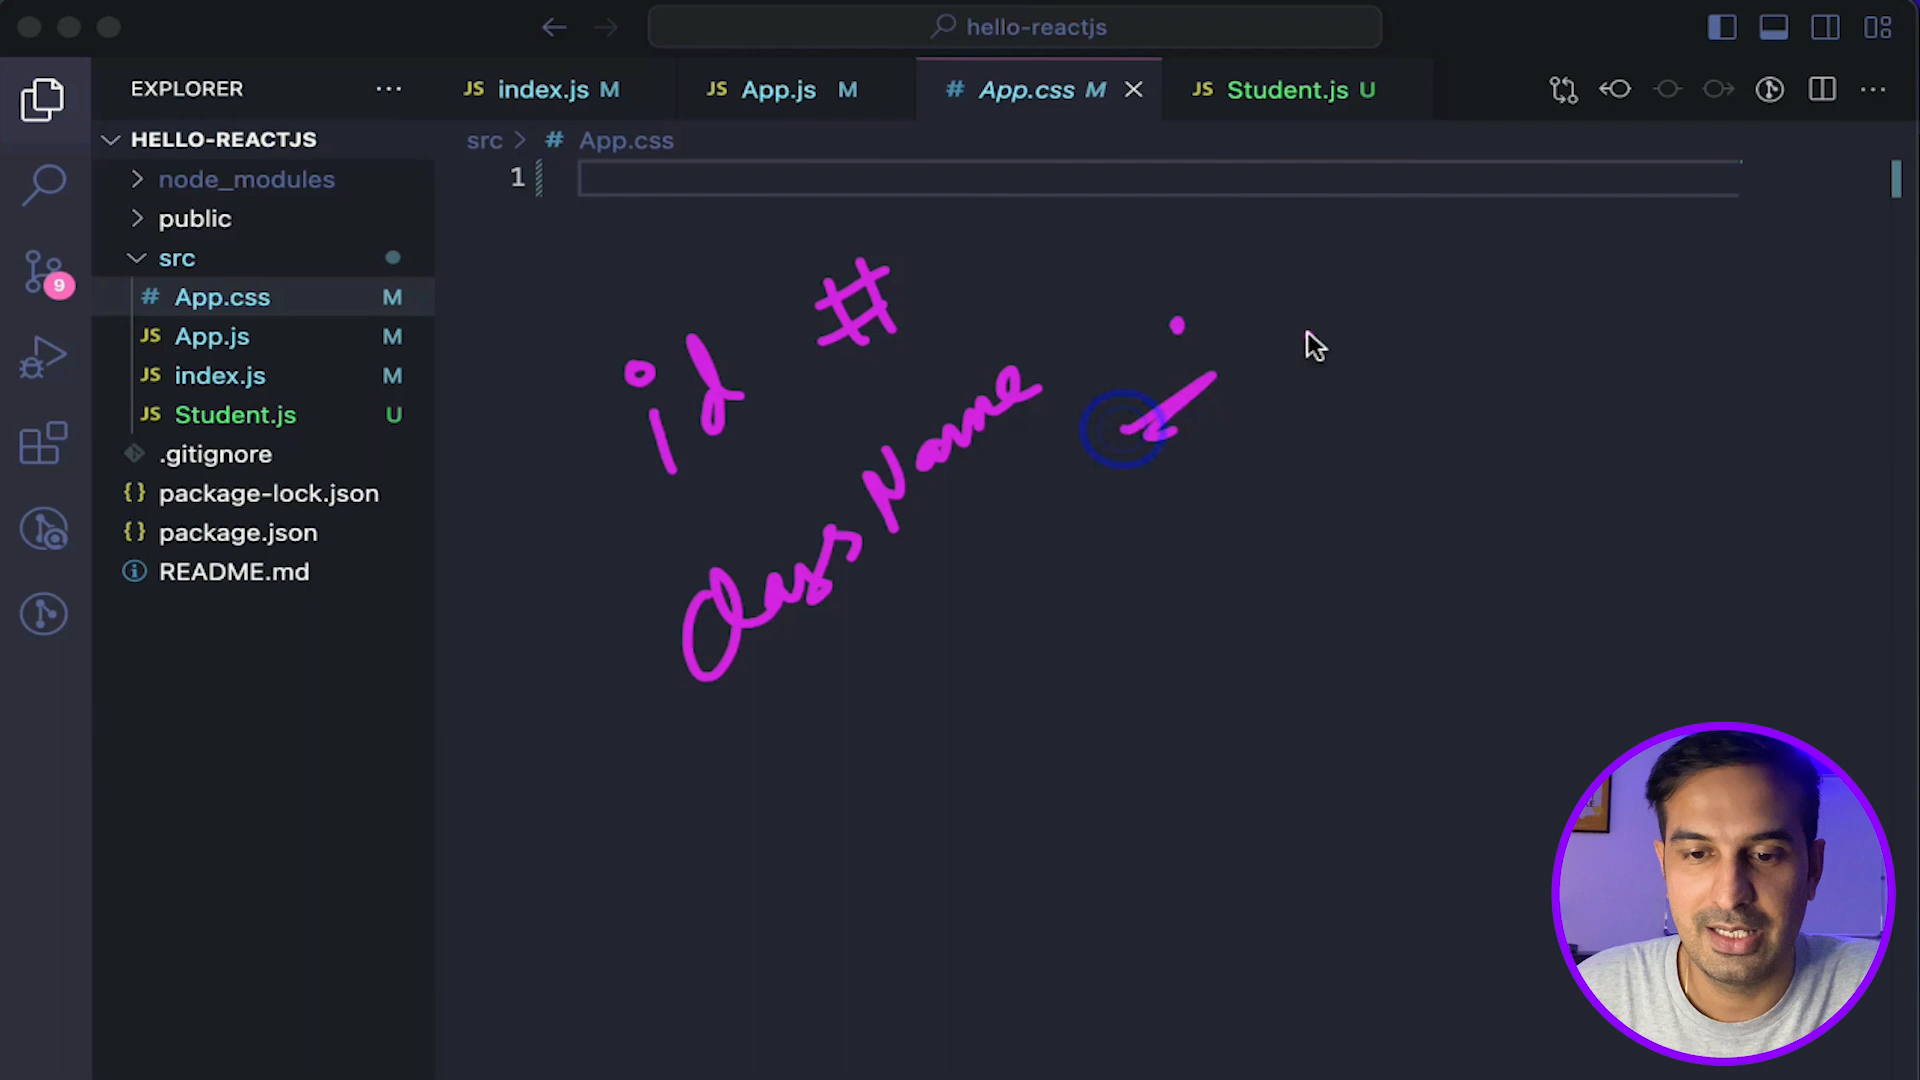 hello-reactjs
EXPLORER
JS index.js M
JS App.js M
# App.css M
JS Student.js U
HELLO-REACTJS
src > # App.css
1
node_modules
public
src
# App.css M
JS App.js M
JS index.js M
JS Student.js U
.gitignore
{} package-lock.json
{} package.json
README.md
9
id #
className .